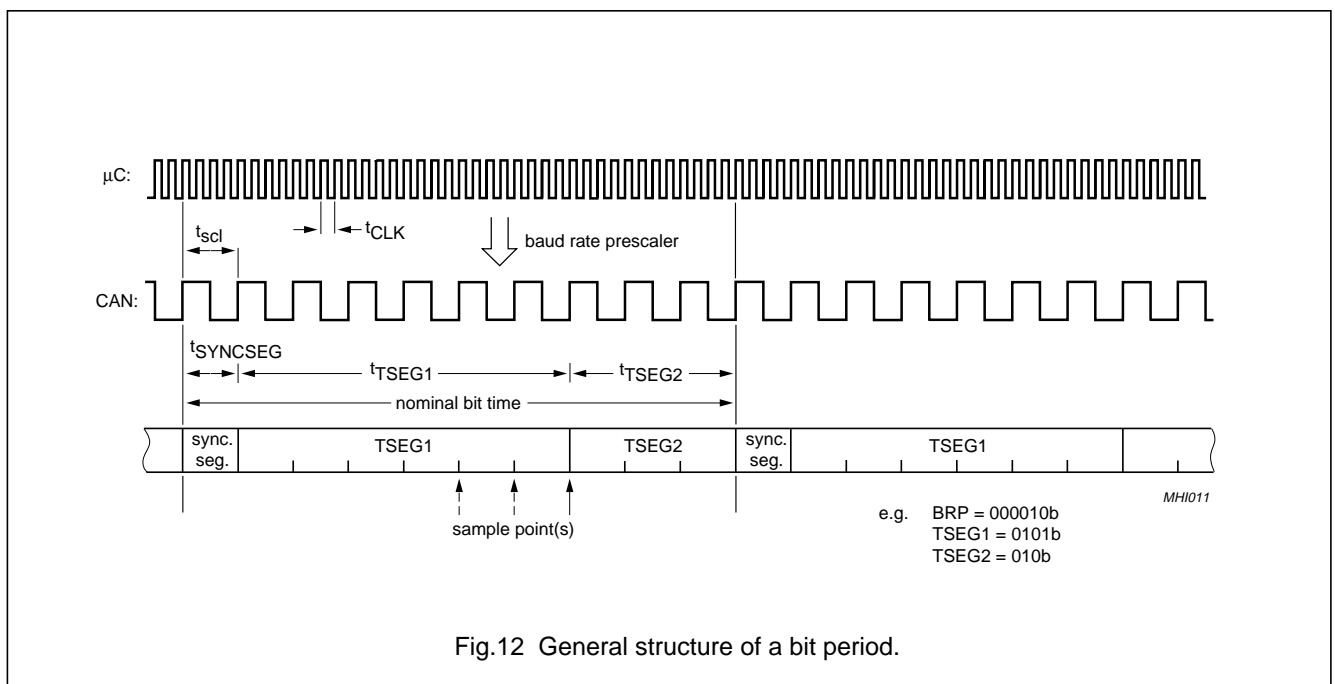 μC:
tscl
tCLK
baud rate prescaler
CAN:
tSYNCSEG
tTSEG1
tTSEG2
nominal bit time
sync.
seg.
TSEG1
TSEG2
sync.
seg.
TSEG1
sample point(s)
MHI011
e.g. BRP = 000010b
TSEG1 = 0101b
TSEG2 = 010b
Fig.12 General structure of a bit period.